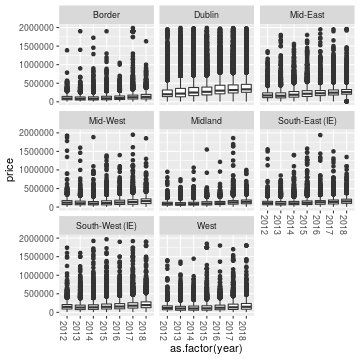 Border Dublin Mid-East
2000000
1500000
1000000
500000
0
Mid-West Midland South-East (IE)
2000000
1500000
1000000
500000
0
2012 2013 2014 2015 2016 2017 2018
South-West (IE) West
2000000
1500000
1000000
500000
0
2012 2013 2014 2015 2016 2017 2018 2012 2013 2014 2015 2016 2017 2018
price
as.factor(year)